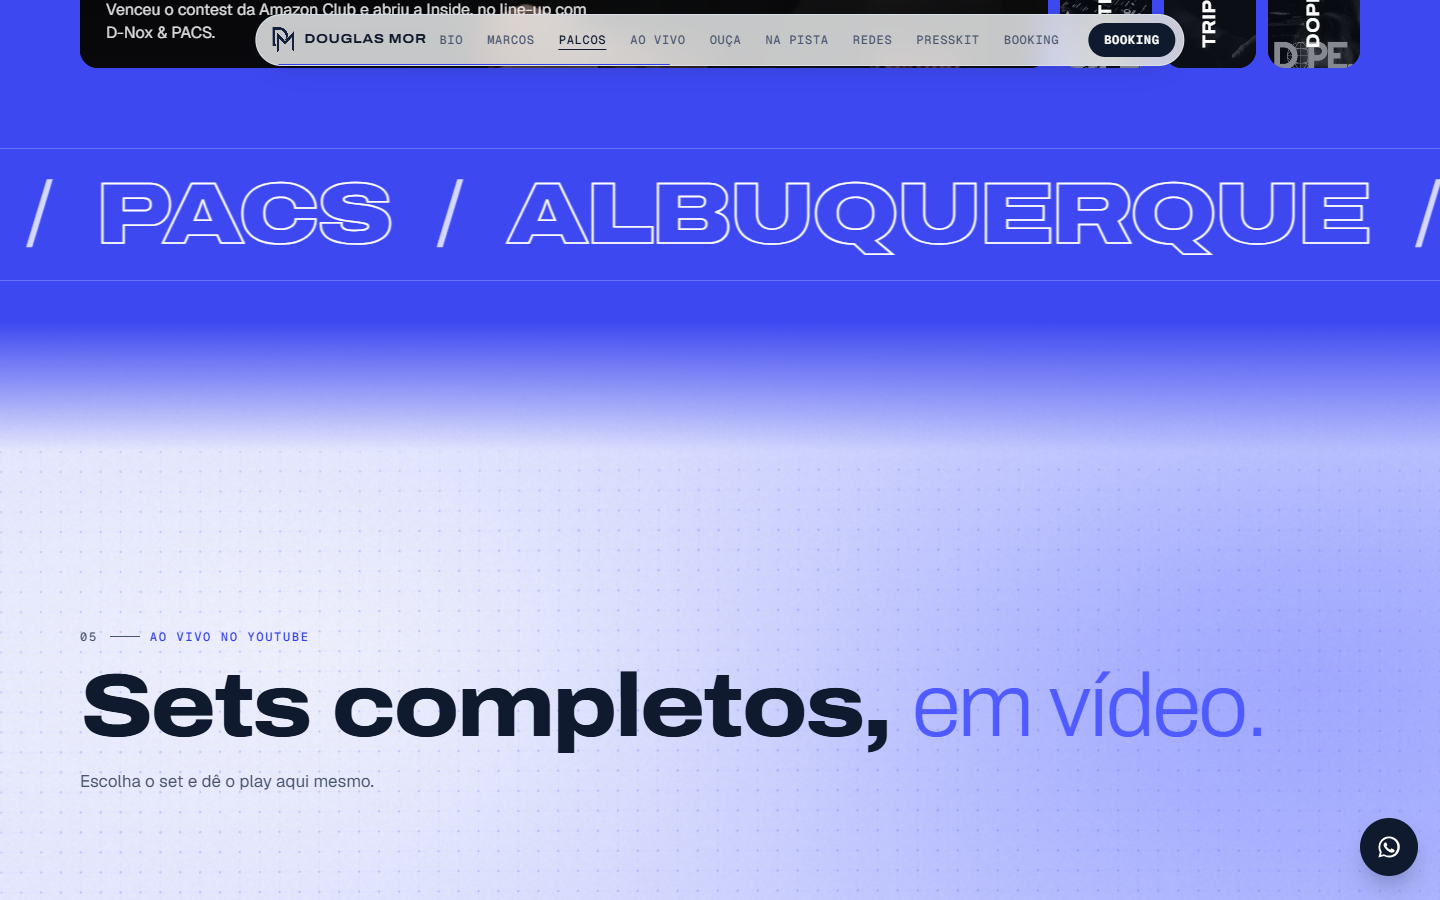 Venceu o contest da Amazon Club e abriu a Inside, no line-up com
D-Nox & PACS.
DOUGLAS MOR
BIO
MARCOS
PALCOS
AO VIVO
OUÇA
NA PISTA
REDES
PRESSKIT
BOOKING
BOOKING
/ PACS / ALBUQUERQUE /
05
AO VIVO NO YOUTUBE
Sets completos, em vídeo.
Escolha o set e dê o play aqui mesmo.